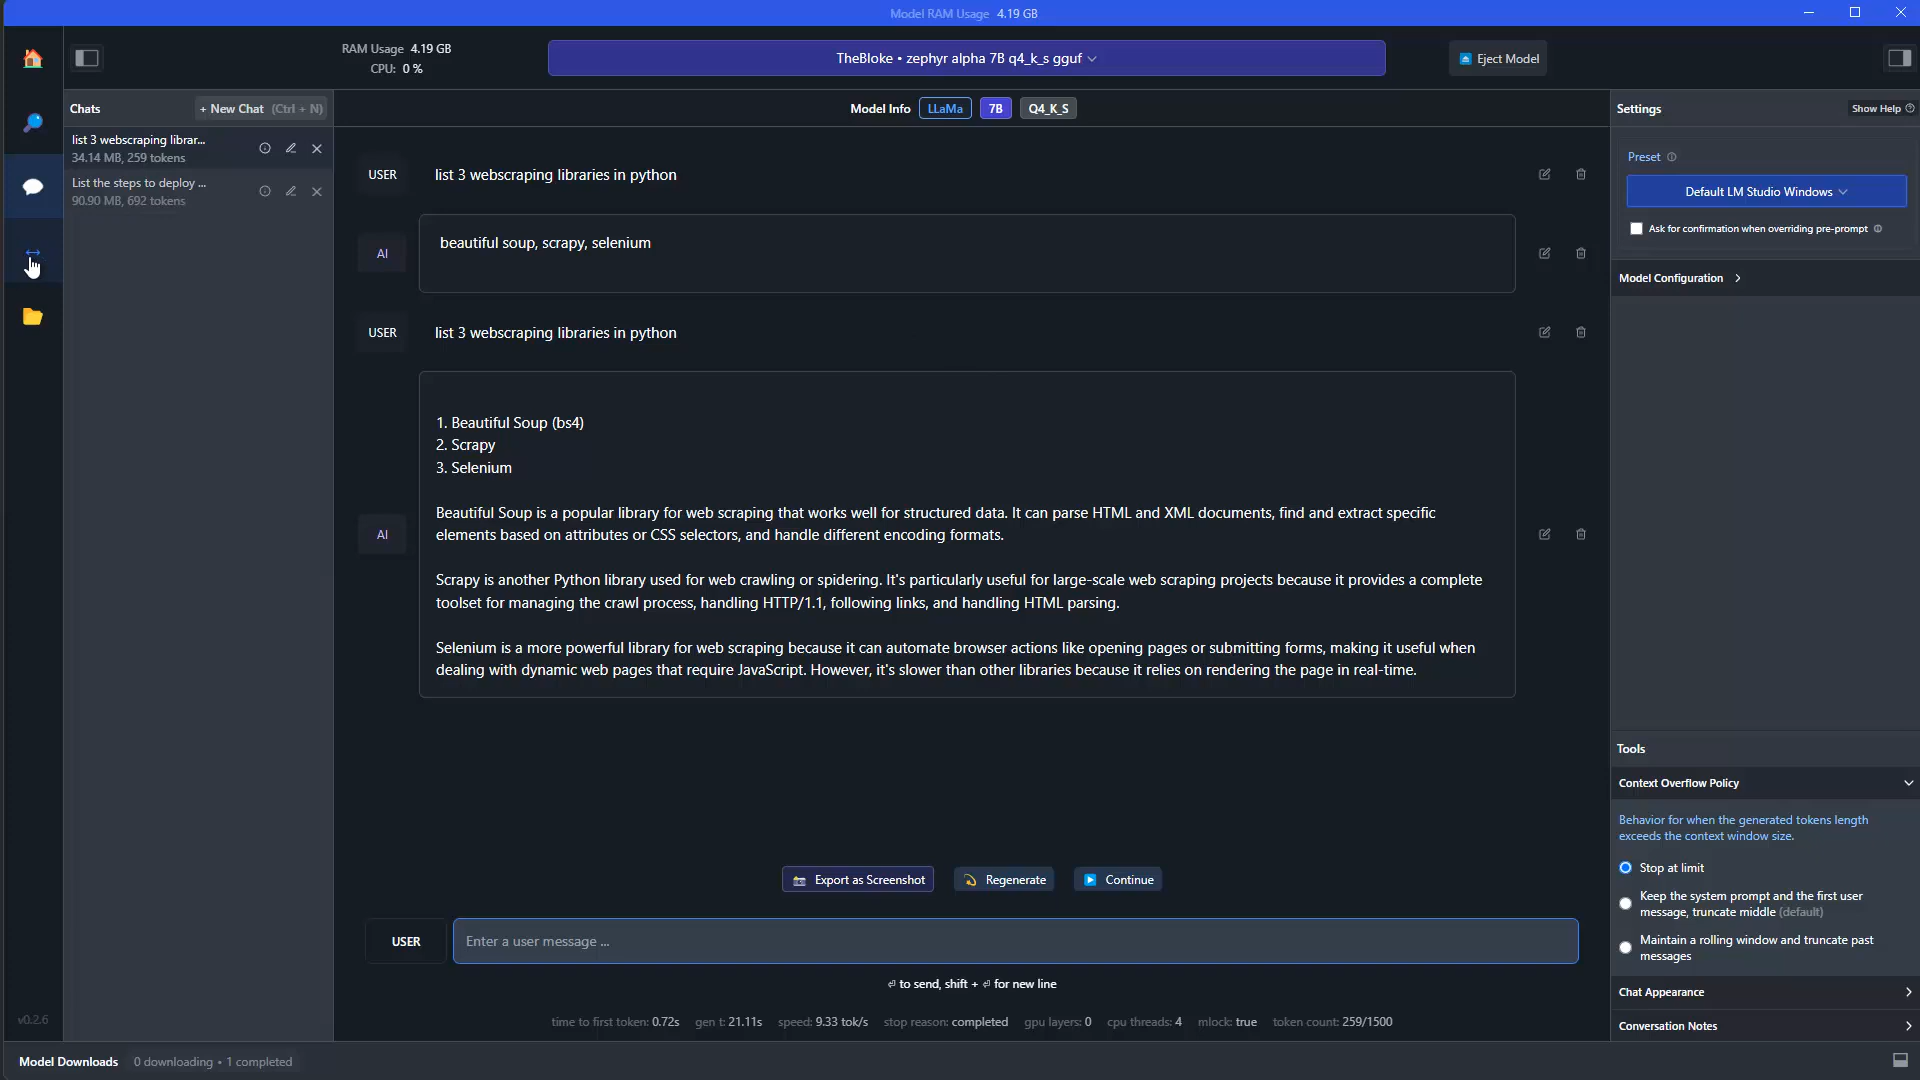 Model RAM Usage 4.19 GB
RAM Usage 4.19 GB
CPU: 0 %
TheBloke • zephyr alpha 7B q4_k_s gguf
Eject Model
Chats
+ New Chat (Ctrl + N)
Model Info LLaMa 7B Q4_K_S
Settings
Show Help
list 3 webscraping librar...
34.14 MB, 259 tokens
List the steps to deploy ...
90.90 MB, 692 tokens
USER
list 3 webscraping libraries in python
AI
beautiful soup, scrapy, selenium
USER
list 3 webscraping libraries in python
AI
1. Beautiful Soup (bs4)
2. Scrapy
3. Selenium
Beautiful Soup is a popular library for web scraping that works well for structured data. It can parse HTML and XML documents, find and extract specific
elements based on attributes or CSS selectors, and handle different encoding formats.
Scrapy is another Python library used for web crawling or spidering. It's particularly useful for large-scale web scraping projects because it provides a complete
toolset for managing the crawl process, handling HTTP/1.1, following links, and handling HTML parsing.
Selenium is a more powerful library for web scraping because it can automate browser actions like opening pages or submitting forms, making it useful when
dealing with dynamic web pages that require JavaScript. However, it's slower than other libraries because it relies on rendering the page in real-time.
Export as Screenshot
Regenerate
Continue
USER
Enter a user message ...
⏎ to send, shift + ⏎ for new line
time to first token: 0.72s gen t: 21.11s speed: 9.33 tok/s stop reason: completed gpu layers: 0 cpu threads: 4 mlock: true token count: 259/1500
Preset
Default LM Studio Windows
Ask for confirmation when overriding pre-prompt
Model Configuration
Tools
Context Overflow Policy
Behavior for when the generated tokens length
exceeds the context window size.
Stop at limit
Keep the system prompt and the first user
message, truncate middle (default)
Maintain a rolling window and truncate past
messages
Chat Appearance
Conversation Notes
v0.2.6
Model Downloads 0 downloading • 1 completed